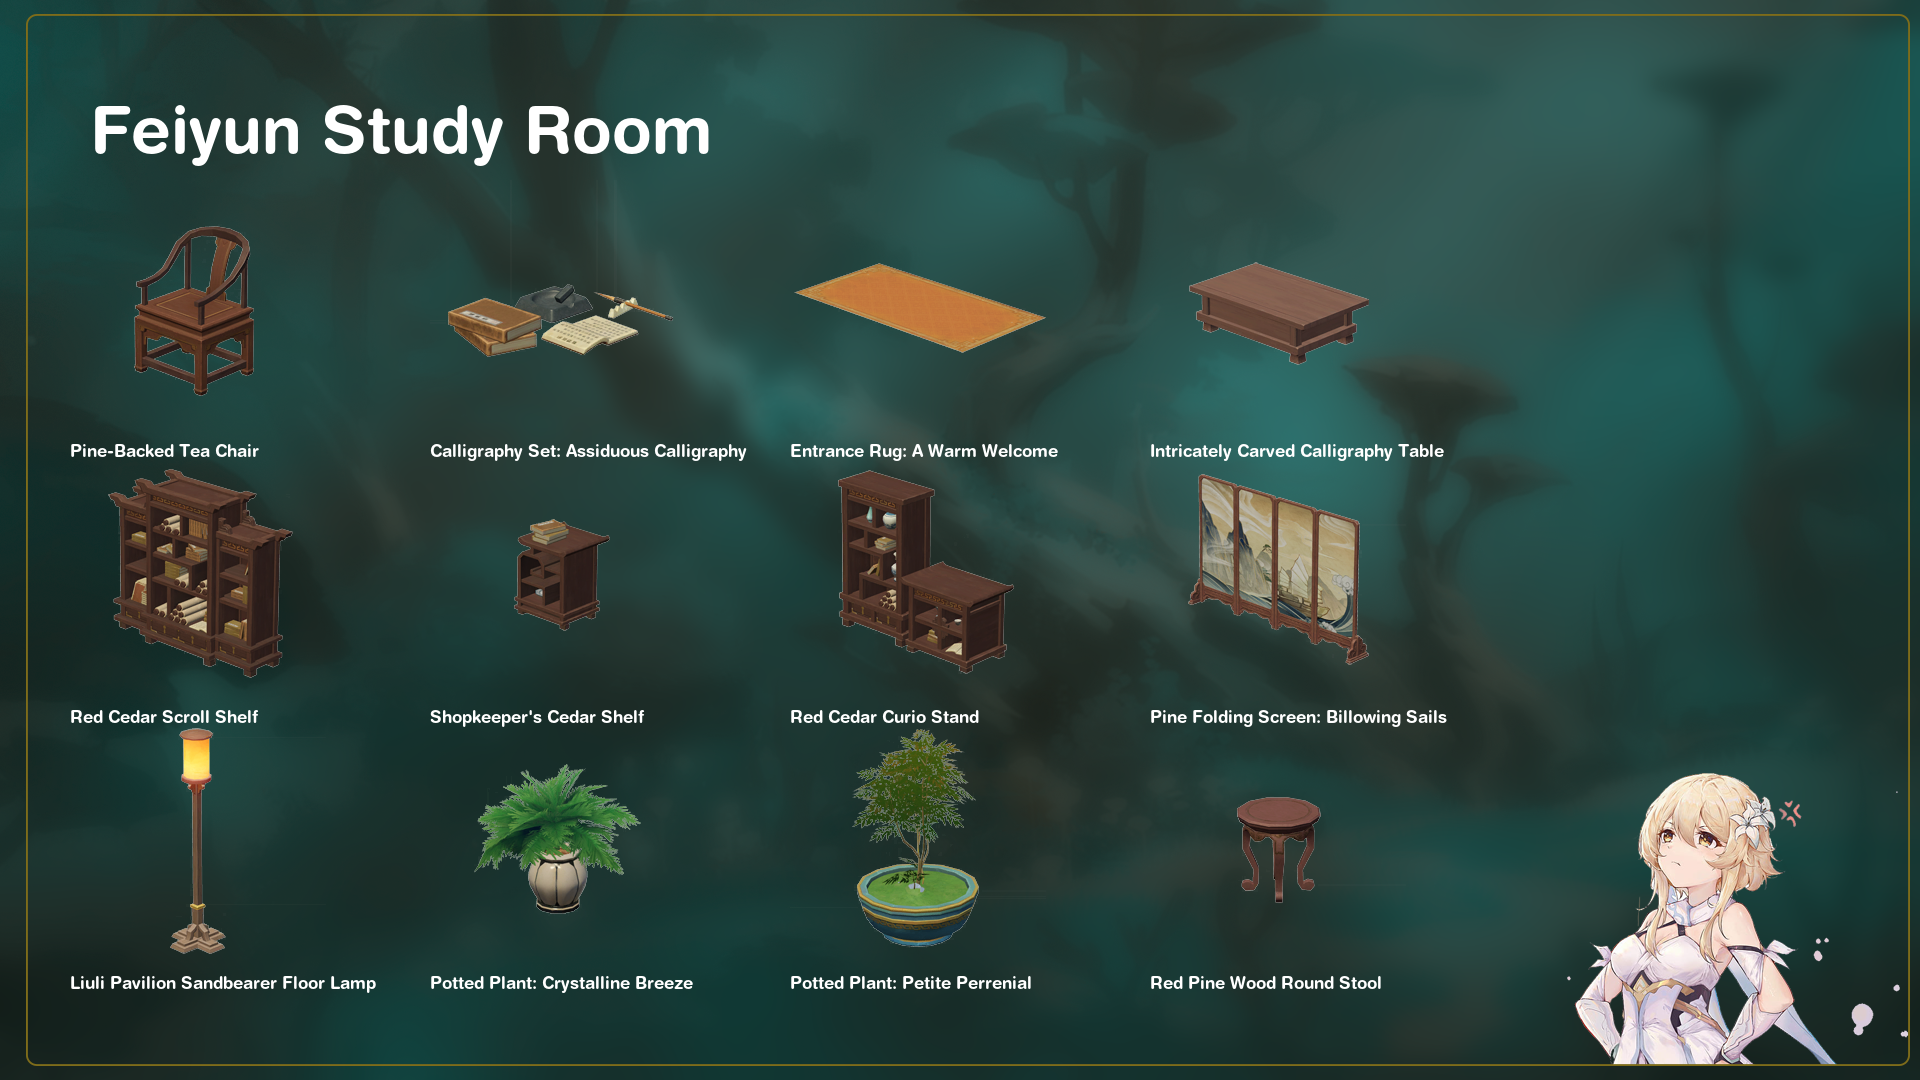 Feiyun Study Room
Pine-Backed Tea Chair
Calligraphy Set: Assiduous Calligraphy
Entrance Rug: A Warm Welcome
Intricately Carved Calligraphy Table
Red Cedar Scroll Shelf
Shopkeeper's Cedar Shelf
Red Cedar Curio Stand
Pine Folding Screen: Billowing Sails
Liuli Pavilion Sandbearer Floor Lamp
Potted Plant: Crystalline Breeze
Potted Plant: Petite Perrenial
Red Pine Wood Round Stool